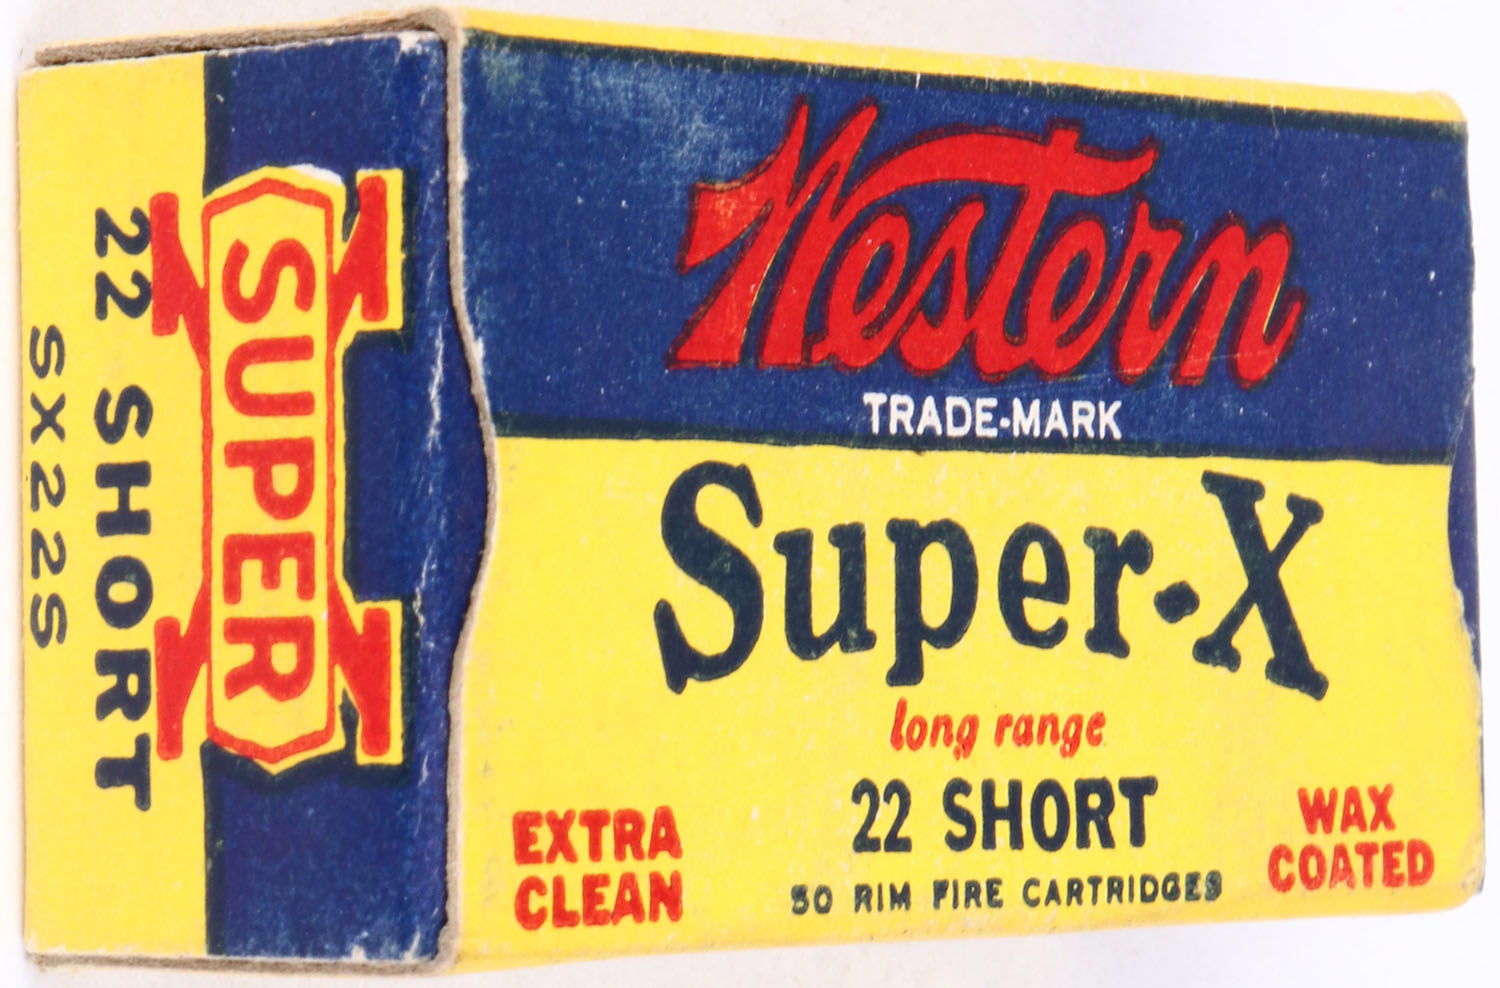 Western
TRADE-MARK
Super-X
long range
22 SHORT
50 RIM FIRE CARTRIDGES
EXTRA
CLEAN
WAX
COATED
SUPER
X
22 SHORT
SX22S